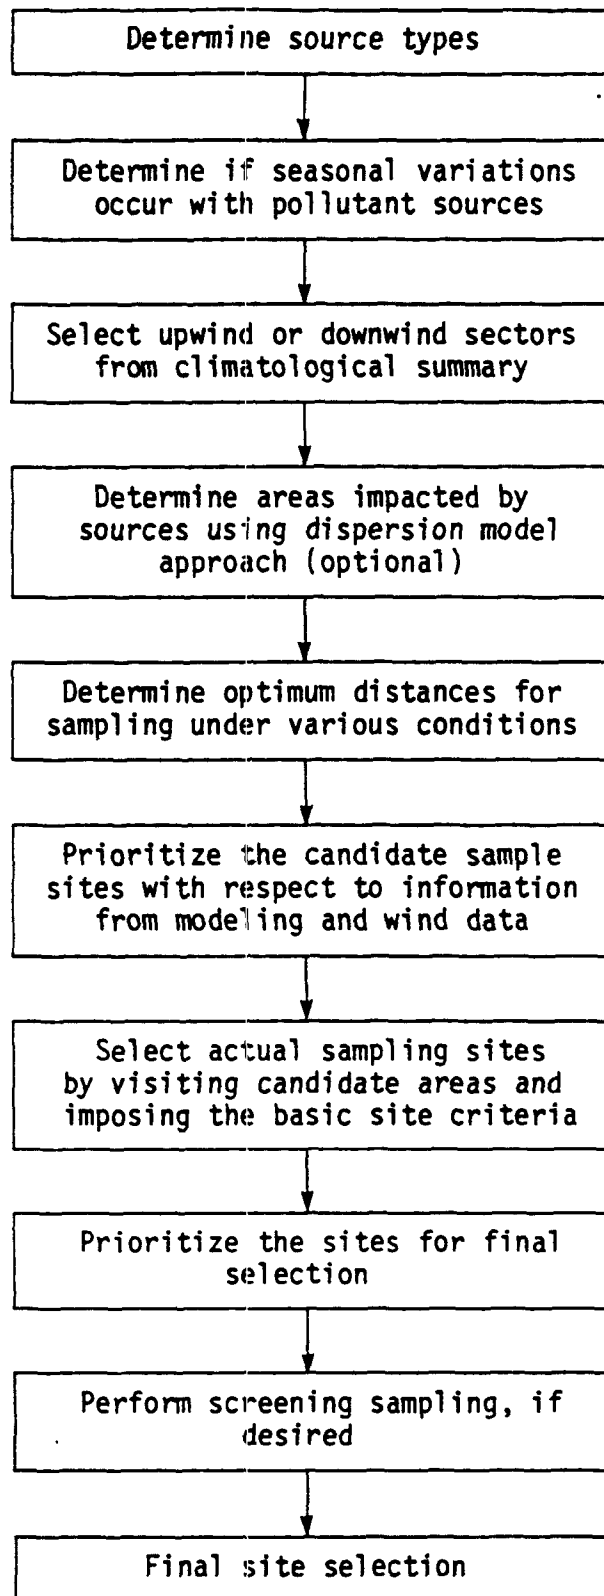 Determine source types
Determine if seasonal variations
occur with pollutant sources
Select upwind or downwind sectors
from climatological summary
Determine areas impacted by
sources using dispersion model
approach (optional)
Determine optimum distances for
sampling under various conditions
Prioritize the candidate sample
sites with respect to information
from modeling and wind data
Select actual sampling sites
by visiting candidate areas and
imposing the basic site criteria
Prioritize the sites for final
selection
Perform screening sampling, if
desired
Final site selection